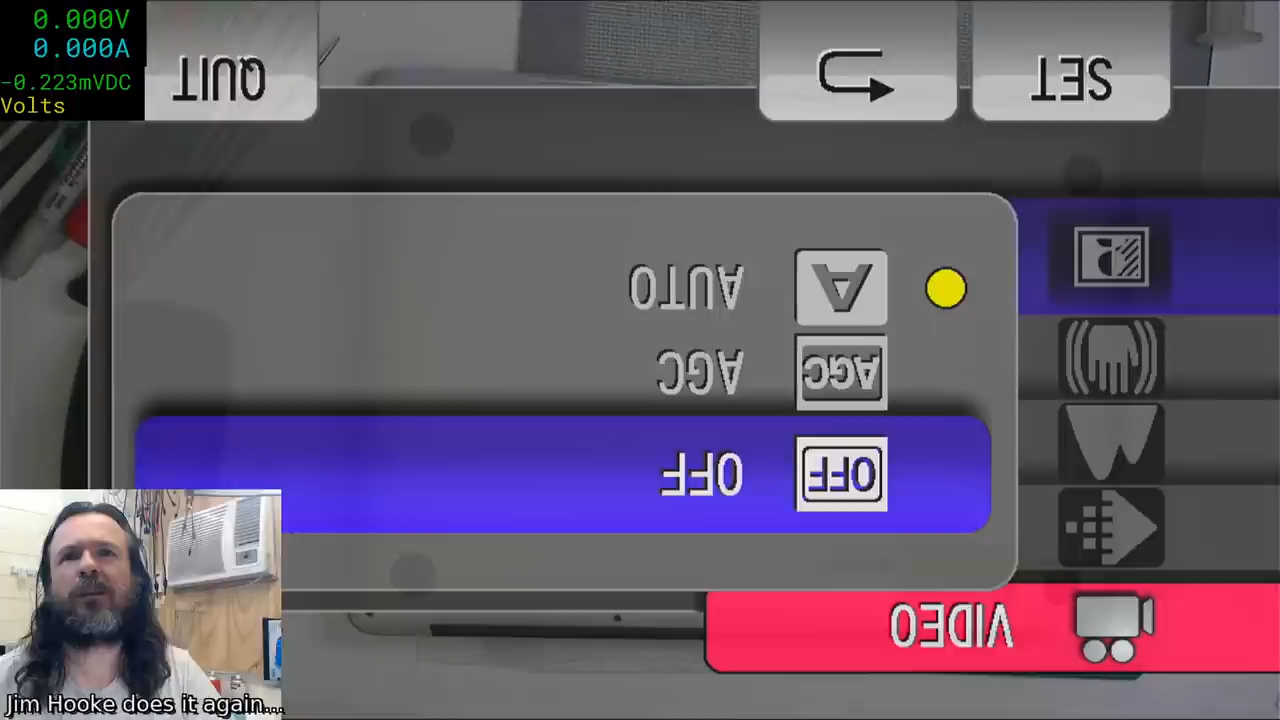 0.000V
0.000A
-0.223mVDC
Volts
QUIT
SET
A AUTO
AGC AGC
OFF OFF
VIDEO
Jim Hooke does it again...